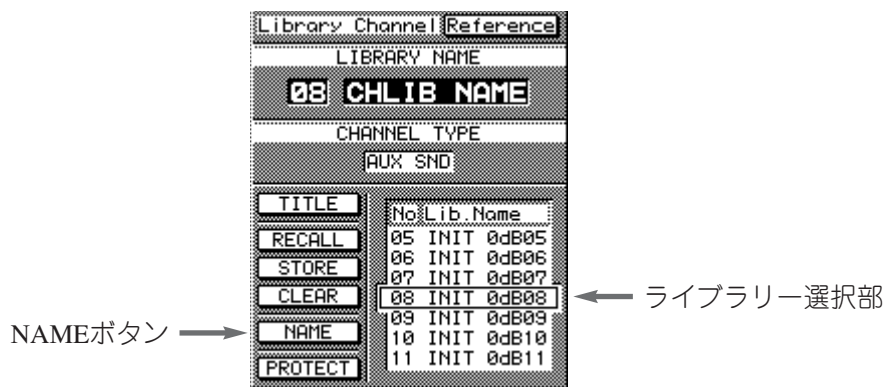 Library Channel Reference
LIBRARY NAME
08 CHLIB NAME
CHANNEL TYPE
AUX SND
TITLE
RECALL
STORE
CLEAR
NAME
PROTECT
No Lib.Name
05 INIT 0dB05
06 INIT 0dB06
07 INIT 0dB07
08 INIT 0dB08
09 INIT 0dB09
10 INIT 0dB10
11 INIT 0dB11
NAMEボタン
ライブラリー選択部